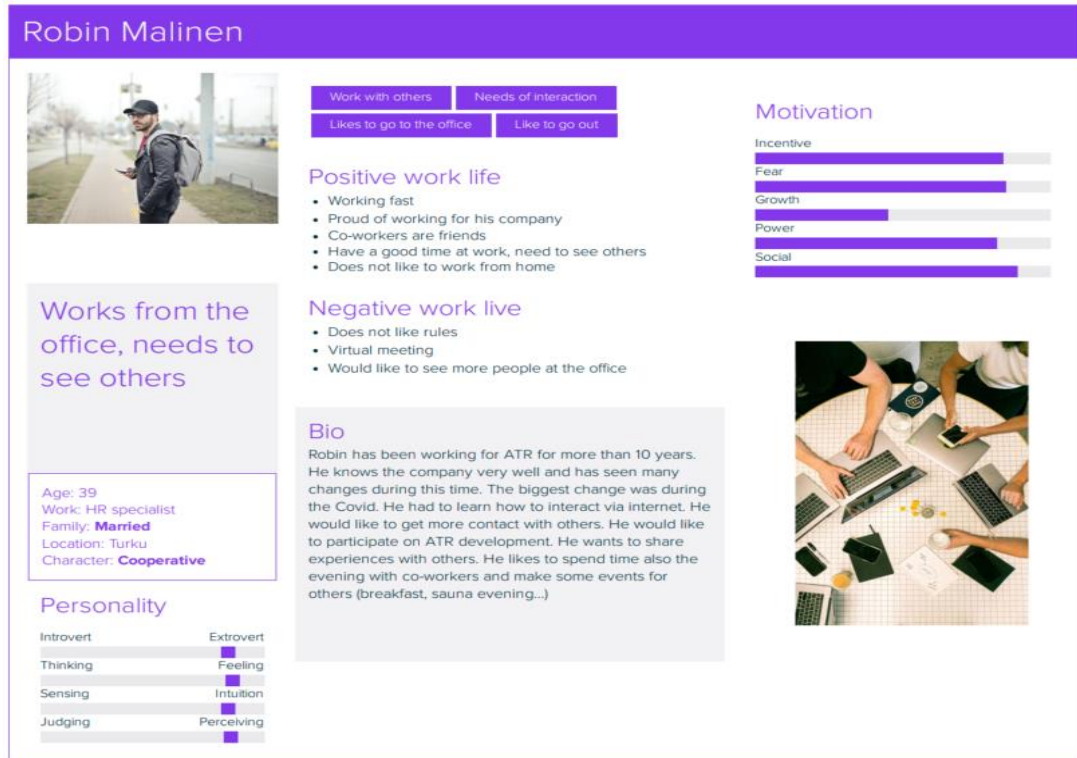 Robin Malinen
Work with others
Needs of interaction
Likes to go to the office
Like to go out
Positive work life
• Working fast
• Proud of working for his company
• Co-workers are friends
• Have a good time at work, need to see others
• Does not like to work from home
Negative work live
• Does not like rules
• Virtual meeting
• Would like to see more people at the office
Bio
Robin has been working for ATR for more than 10 years.
He knows the company very well and has seen many
changes during this time. The biggest change was during
the Covid. He had to learn how to interact via internet. He
would like to get more contact with others. He would like
to participate on ATR development. He wants to share
experiences with others. He likes to spend time also the
evening with co-workers and make some events for
others (breakfast, sauna evening...)
Works from the
office, needs to
see others
Age: 39
Work: HR specialist
Family: Married
Location: Turku
Character: Cooperative
Personality
Introvert Extrovert
Thinking Feeling
Sensing Intuition
Judging Perceiving
Motivation
Incentive
Fear
Growth
Power
Social